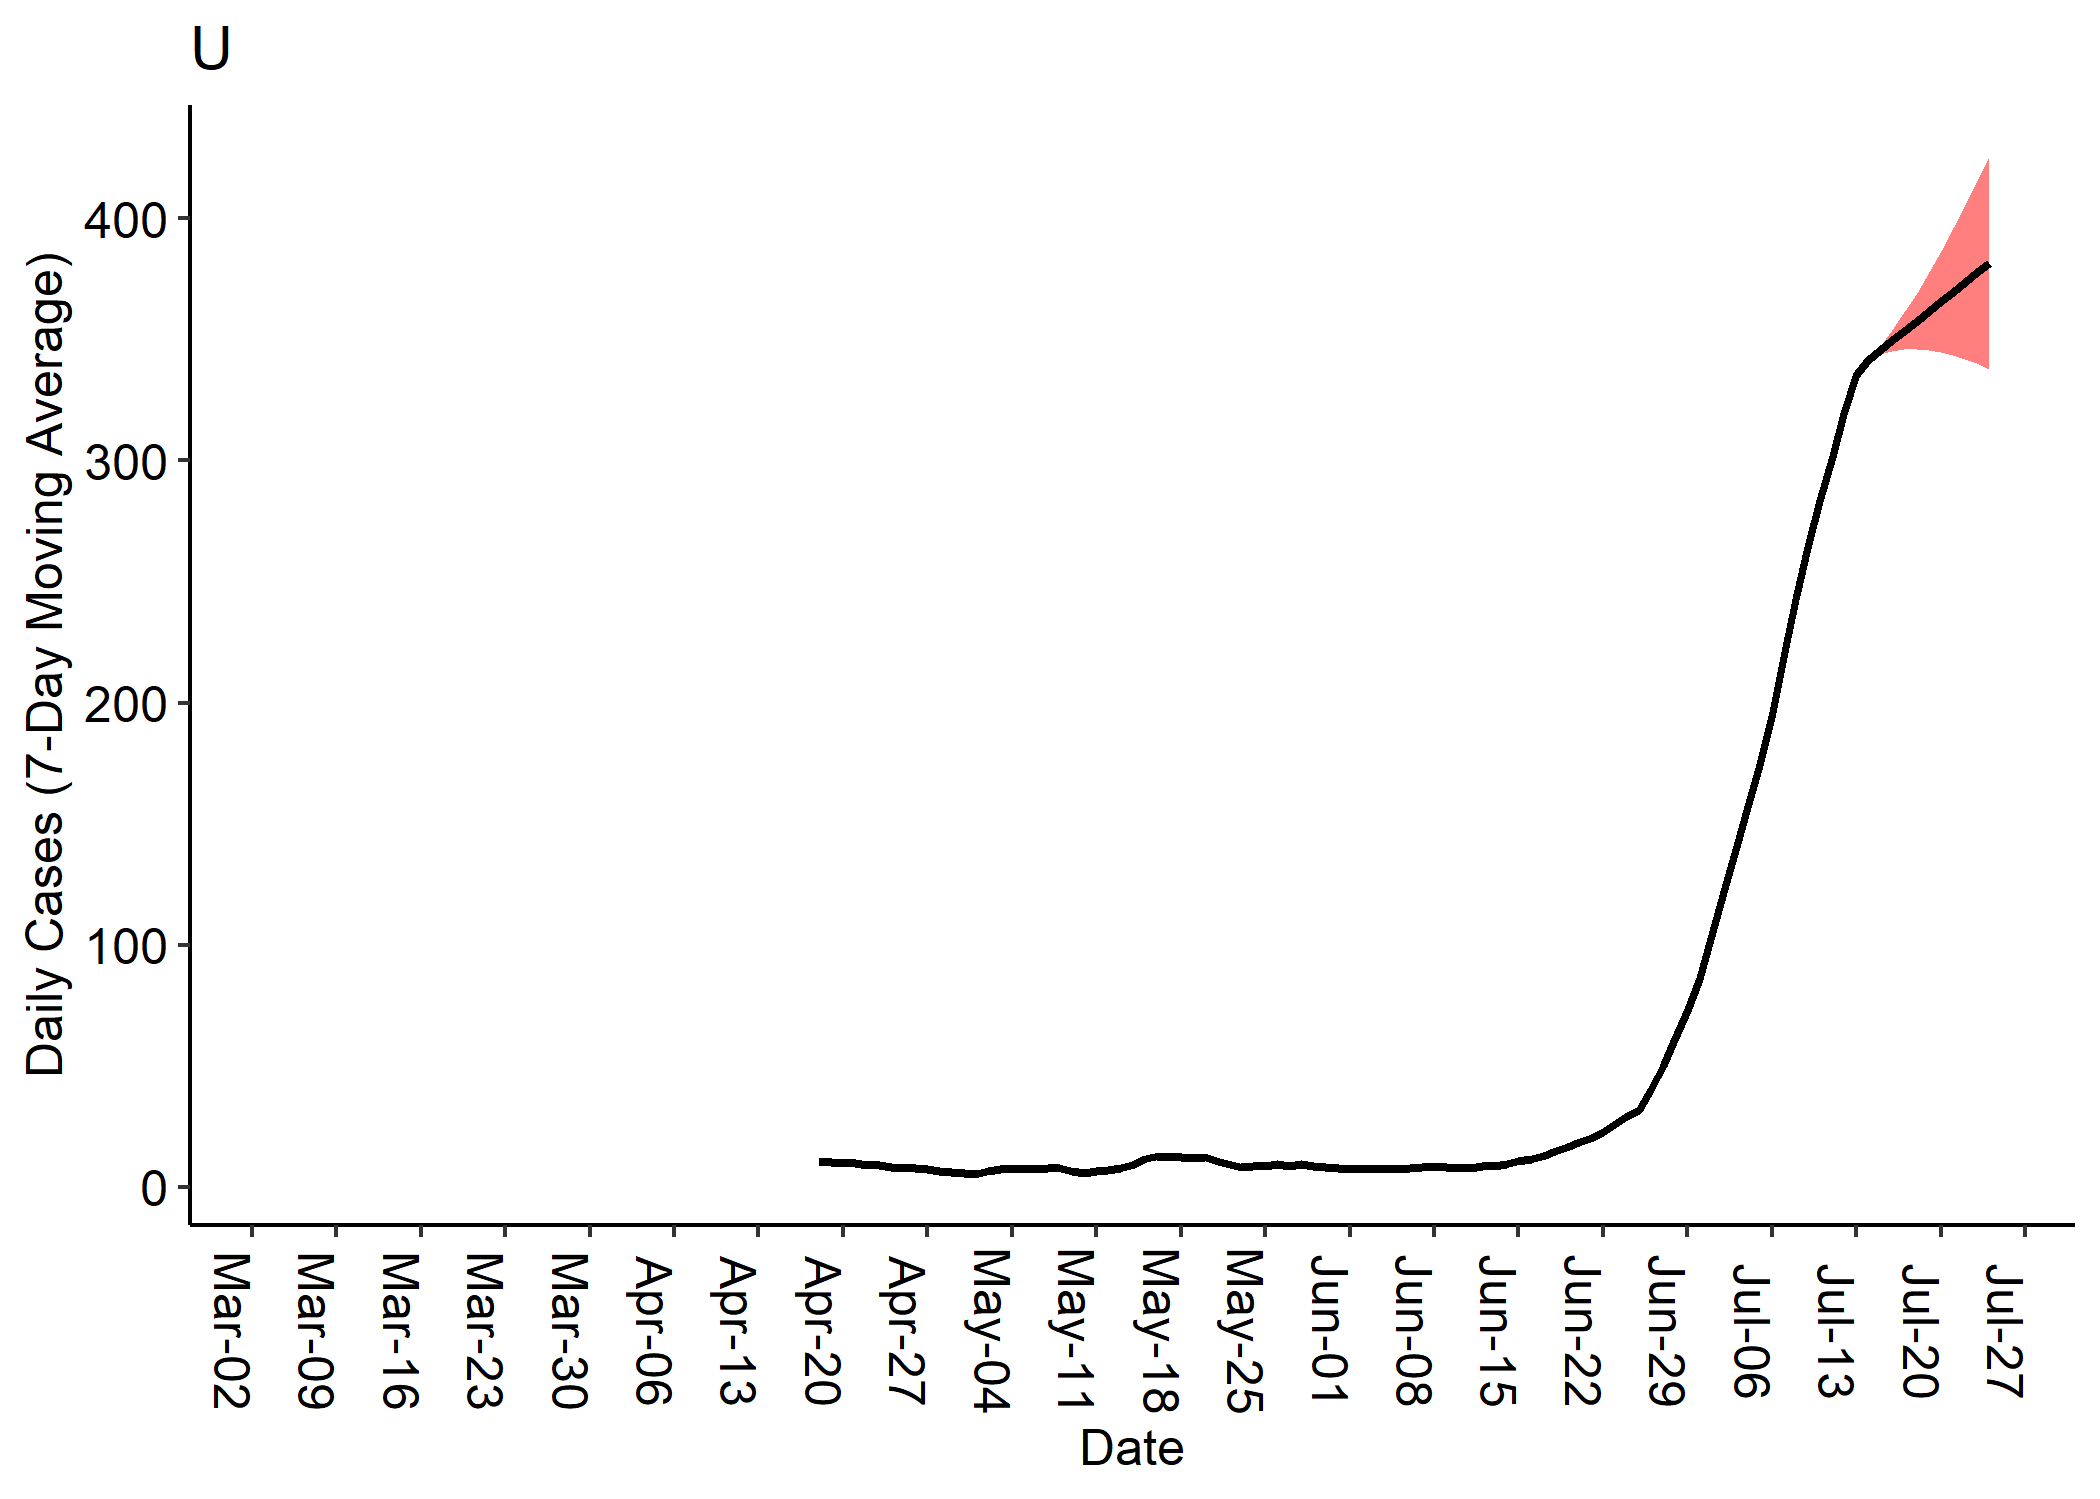 U
Daily Cases (7-Day Moving Average)
400
300
200
100
0
Mar-02
Mar-09
Mar-16
Mar-23
Mar-30
Apr-06
Apr-13
Apr-20
Apr-27
May-04
May-11
May-18
May-25
Jun-01
Jun-08
Jun-15
Jun-22
Jun-29
Jul-06
Jul-13
Jul-20
Jul-27
Date